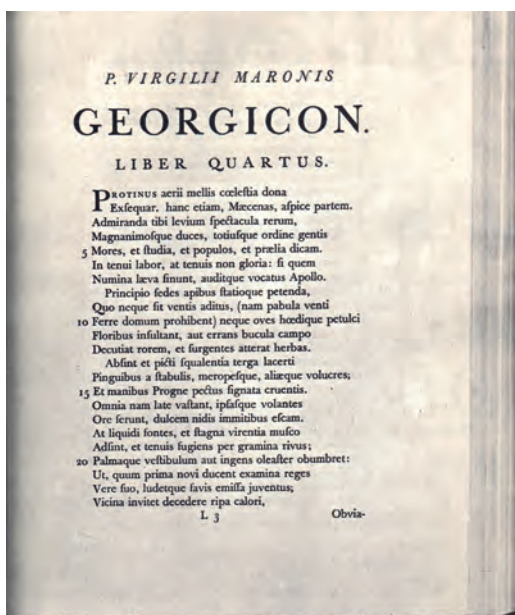 P. VIRGILII MARONIS
GEORGICON.
LIBER QUARTUS.
PROTINUS aerii mellis cœleſtia dona
Exſequar. hanc etiam, Mæcenas, aſpice partem.
Admiranda tibi levium ſpectacula rerum,
Magnanimoſque duces, totiuſque ordine gentis
5 Mores, et ſtudia, et populos, et prælia dicam.
In tenui labor, at tenuis non gloria: ſi quem
Numina læva ſinunt, auditque vocatus Apollo.
Principio ſedes apibus ſtatioque petenda,
Quo neque ſit ventis aditus, (nam pabula venti
10 Ferre domum prohibent) neque oves hœdique petulci
Floribus inſultant, aut errans bucula campo
Decutiat rorem, et ſurgentes atterat herbas.
Abſint et picti ſqualentia terga lacerti
Pinguibus a ſtabulis, meropeſque, aliæque volucres;
15 Et manibus Progne pectus ſignata cruentis.
Omnia nam late vaſtant, ipſaſque volantes
Ore ferunt, dulcem nidis immitibus eſcam.
At liquidi fontes, et ſtagna virentia muſco
Adſint, et tenuis fugiens per gramina rivus;
20 Palmaque veſtibulum aut ingens oleaſter obumbret:
Ut, quum prima novi ducent examina reges
Vere ſuo, ludetque favis emiſſa juventus;
Vicina invitet decedere ripa calori,
L 3 Obvia-